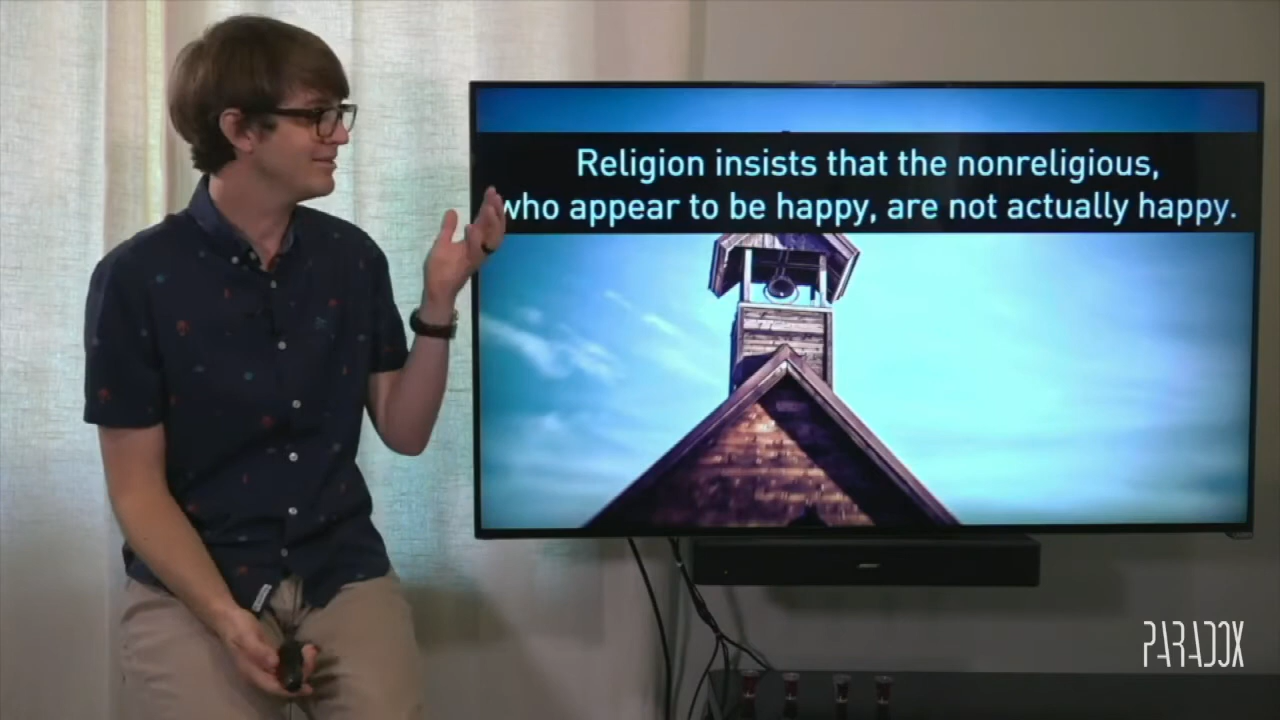 Religion insists that the nonreligious,
who appear to be happy, are not actually happy.
PARADOX